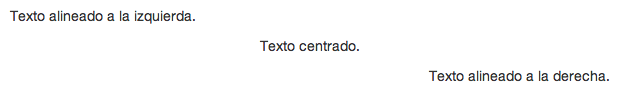 Texto alineado a la izquierda.
Texto centrado.
Texto alineado a la derecha.